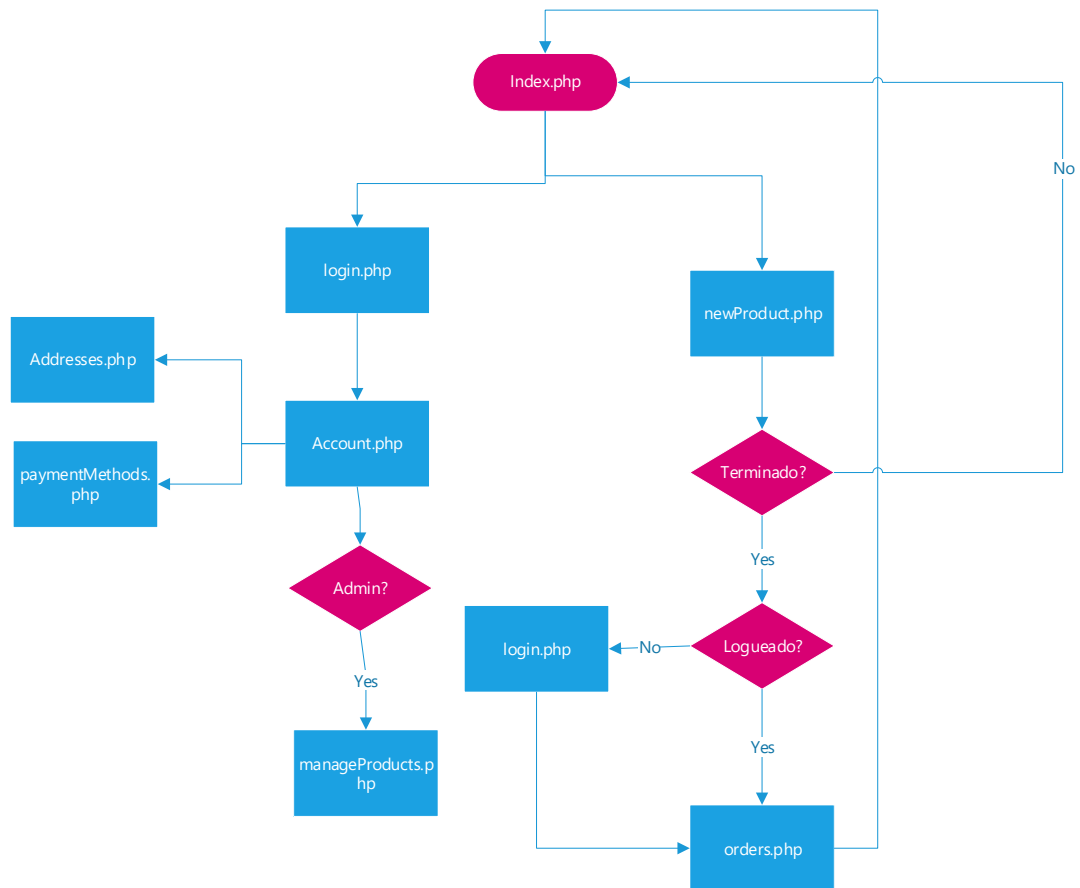 Index.php
No
login.php
newProduct.php
Addresses.php
Account.php
paymentMethods.
php
Terminado?
Yes
Admin?
Logueado?
No
login.php
Yes
Yes
manageProducts.p
hp
orders.php